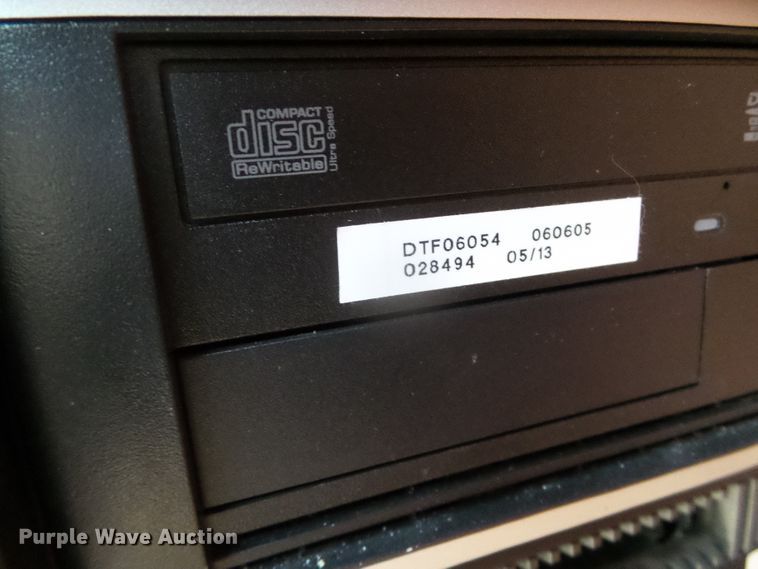 COMPACT
disc
ReWritable
Ultra Speed
DTF06054 060605
028494 05/13
Purple Wave Auction